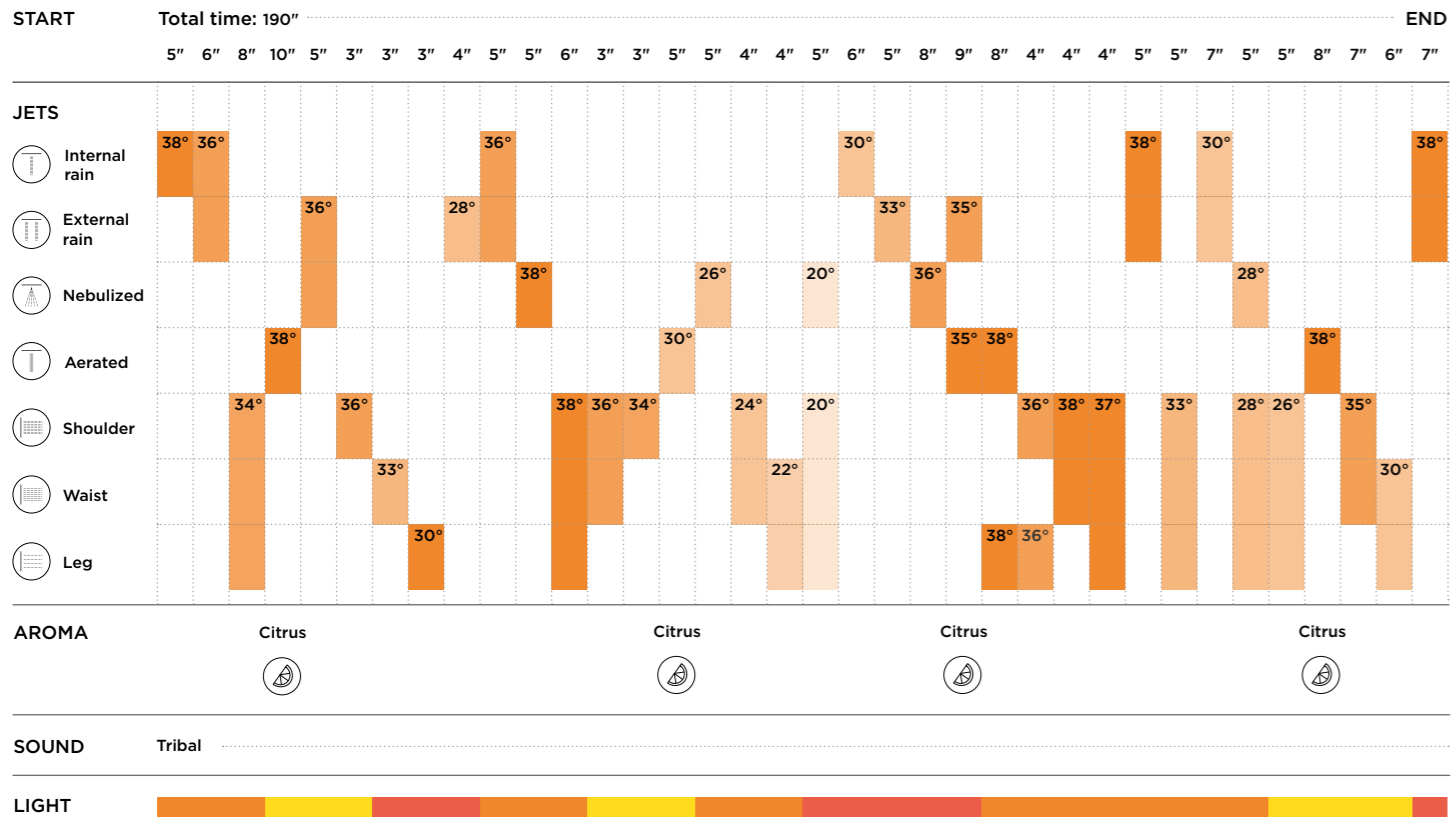 START Total time: 190" END
5" 6" 8" 10" 5" 3" 3" 3" 4" 5" 5" 6" 3" 3" 5" 5" 4" 4" 5" 6" 5" 8" 9" 8" 4" 4" 4" 5" 5" 7" 5" 5" 8" 7" 6" 7"
JETS
38° 36° 36° 30° 38° 30° 38°
Internal
rain
36° 28° 33° 35°
External
rain
38° 26° 20° 36° 28°
Nebulized
38° 30° 35° 38° 38°
Aerated
34° 36° 38° 36° 34° 24° 20° 36° 38° 37° 33° 28° 26° 35°
Shoulder
33° 22° 30°
Waist
30° 38° 36°
Leg
AROMA Citrus Citrus Citrus Citrus
SOUND Tribal
LIGHT